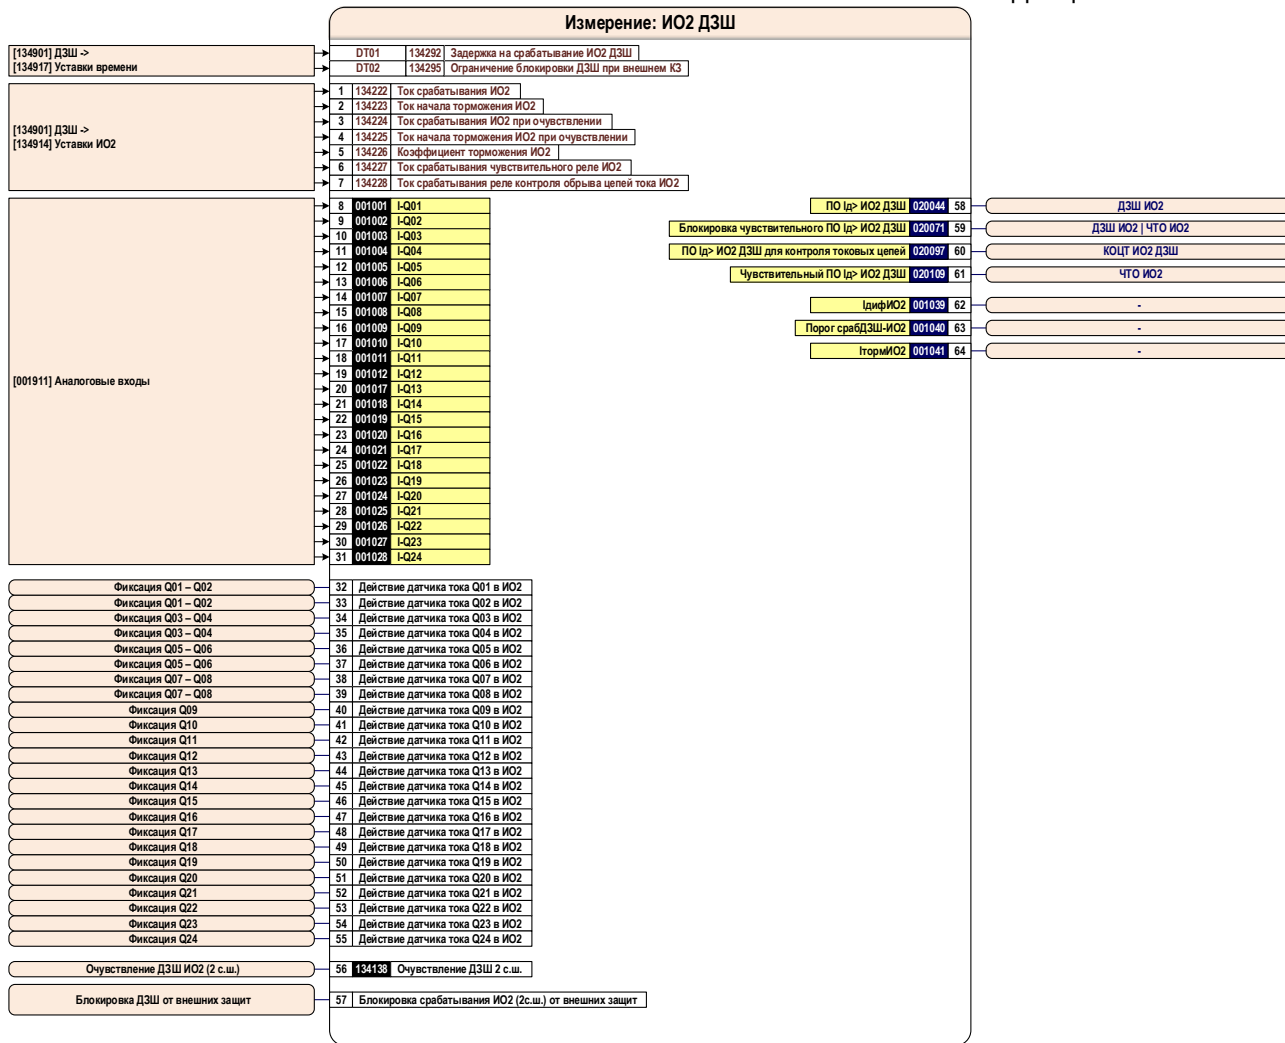 Измерение: ИО2 ДЗШ
[134901] ДЗШ ->
[134917] Уставки времени
DT01 134292 Задержка на срабатывание ИО2 ДЗШ
DT02 134295 Ограничение блокировки ДЗШ при внешнем КЗ
[134901] ДЗШ ->
[134914] Уставки ИО2
1 134222 Ток срабатывания ИО2
2 134223 Ток начала торможения ИО2
3 134224 Ток срабатывания ИО2 при очувствлении
4 134225 Ток начала торможения ИО2 при очувствлении
5 134226 Коэффициент торможения ИО2
6 134227 Ток срабатывания чувствительного реле ИО2
7 134228 Ток срабатывания реле контроля обрыва цепей тока ИО2
[001911] Аналоговые входы
8 001001 I-Q01
9 001002 I-Q02
10 001003 I-Q03
11 001004 I-Q04
12 001005 I-Q05
13 001006 I-Q06
14 001007 I-Q07
15 001008 I-Q08
16 001009 I-Q09
17 001010 I-Q10
18 001011 I-Q11
19 001012 I-Q12
20 001017 I-Q13
21 001018 I-Q14
22 001019 I-Q15
23 001020 I-Q16
24 001021 I-Q17
25 001022 I-Q18
26 001023 I-Q19
27 001024 I-Q20
28 001025 I-Q21
29 001026 I-Q22
30 001027 I-Q23
31 001028 I-Q24
ПО Iд> ИО2 ДЗШ 020044 58 ДЗШ ИО2
Блокировка чувствительного ПО Iд> ИО2 ДЗШ 020071 59 ДЗШ ИО2 | ЧТО ИО2
ПО Iд> ИО2 ДЗШ для контроля токовых цепей 020097 60 КОЦТ ИО2 ДЗШ
Чувствительный ПО Iд> ИО2 ДЗШ 020109 61 ЧТО ИО2
IдифИО2 001039 62 -
Порог срабДЗШ-ИО2 001040 63 -
IтормИО2 001041 64 -
Фиксация Q01 – Q02 32 Действие датчика тока Q01 в ИО2
Фиксация Q01 – Q02 33 Действие датчика тока Q02 в ИО2
Фиксация Q03 – Q04 34 Действие датчика тока Q03 в ИО2
Фиксация Q03 – Q04 35 Действие датчика тока Q04 в ИО2
Фиксация Q05 – Q06 36 Действие датчика тока Q05 в ИО2
Фиксация Q05 – Q06 37 Действие датчика тока Q06 в ИО2
Фиксация Q07 – Q08 38 Действие датчика тока Q07 в ИО2
Фиксация Q07 – Q08 39 Действие датчика тока Q08 в ИО2
Фиксация Q09 40 Действие датчика тока Q09 в ИО2
Фиксация Q10 41 Действие датчика тока Q10 в ИО2
Фиксация Q11 42 Действие датчика тока Q11 в ИО2
Фиксация Q12 43 Действие датчика тока Q12 в ИО2
Фиксация Q13 44 Действие датчика тока Q13 в ИО2
Фиксация Q14 45 Действие датчика тока Q14 в ИО2
Фиксация Q15 46 Действие датчика тока Q15 в ИО2
Фиксация Q16 47 Действие датчика тока Q16 в ИО2
Фиксация Q17 48 Действие датчика тока Q17 в ИО2
Фиксация Q18 49 Действие датчика тока Q18 в ИО2
Фиксация Q19 50 Действие датчика тока Q19 в ИО2
Фиксация Q20 51 Действие датчика тока Q20 в ИО2
Фиксация Q21 52 Действие датчика тока Q21 в ИО2
Фиксация Q22 53 Действие датчика тока Q22 в ИО2
Фиксация Q23 54 Действие датчика тока Q23 в ИО2
Фиксация Q24 55 Действие датчика тока Q24 в ИО2
Очувствление ДЗШ ИО2 (2 с.ш.) 56 134138 Очувствление ДЗШ 2 с.ш.
Блокировка ДЗШ от внешних защит 57 Блокировка срабатывания ИО2 (2с.ш.) от внешних защит